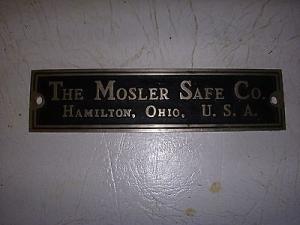 The Mosler Safe Co.
Hamilton, Ohio, U. S. A.